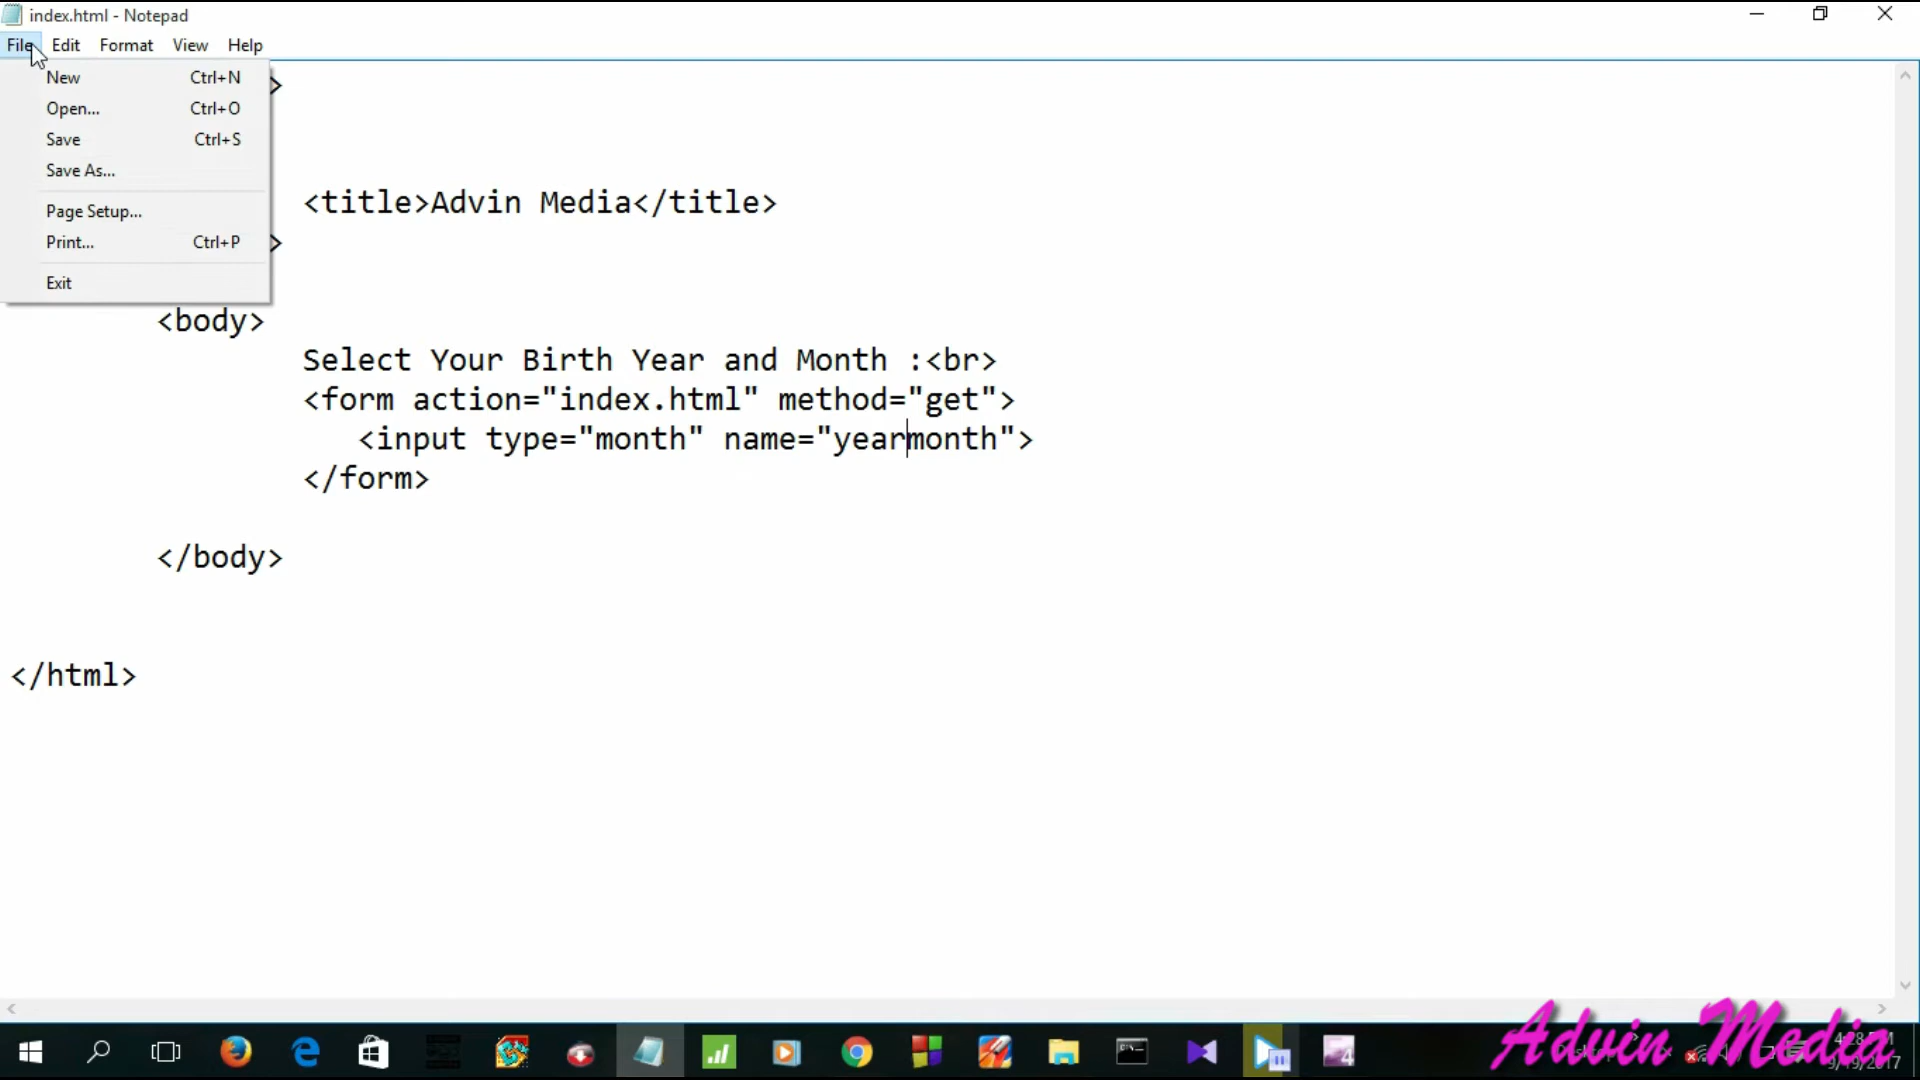 index.html - Notepad
File Edit Format View Help
New Ctrl+N
Open... Ctrl+O
Save Ctrl+S
Save As...
Page Setup...
Print... Ctrl+P
Exit
>
<title>Advin Media</title>
>
<body>
Select Your Birth Year and Month :<br>
<form action="index.html" method="get">
<input type="month" name="yearmonth">
</form>
</body>
</html>
Advin Media